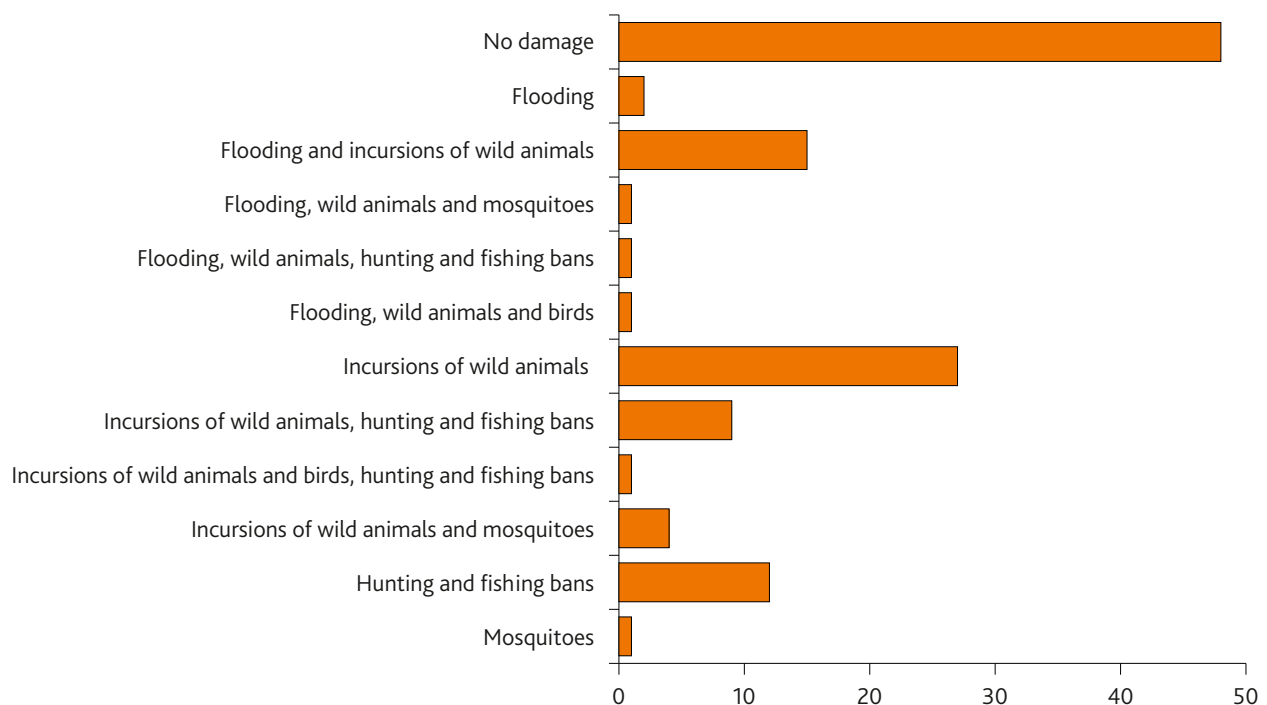 No damage
Flooding
Flooding and incursions of wild animals
Flooding, wild animals and mosquitoes
Flooding, wild animals, hunting and fishing bans
Flooding, wild animals and birds
Incursions of wild animals
Incursions of wild animals, hunting and fishing bans
Incursions of wild animals and birds, hunting and fishing bans
Incursions of wild animals and mosquitoes
Hunting and fishing bans
Mosquitoes
0 10 20 30 40 50